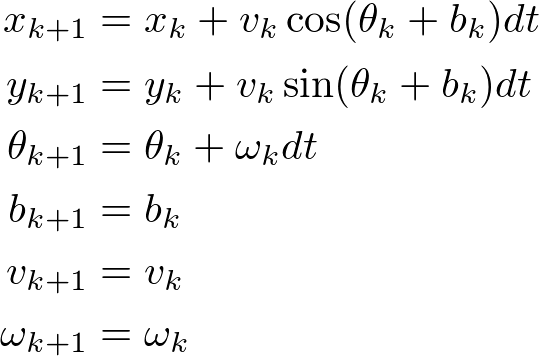 x_{k+1} = x_k + v_k cos(θ_k + b_k)dt
y_{k+1} = y_k + v_k sin(θ_k + b_k)dt
θ_{k+1} = θ_k + ω_k dt
b_{k+1} = b_k
v_{k+1} = v_k
ω_{k+1} = ω_k